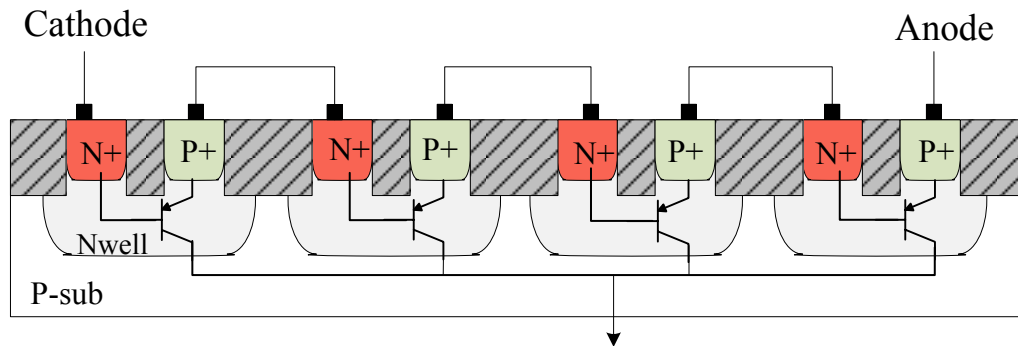 Cathode
Anode
N+
P+
N+
P+
N+
P+
N+
P+
Nwell
P-sub